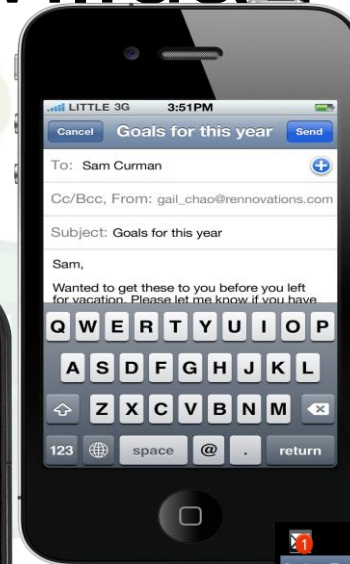 LITTLE 3G 3:51PM
Cancel Goals for this year Send
To: Sam Curman
Cc/Bcc, From: gail_chao@rennovations.com
Subject: Goals for this year
Sam,
Wanted to get these to you before you left
for vacation. Please let me know if you have
Q W E R T Y U I O P
A S D F G H J K L
Z X C V B N M
123 space @ . return
1